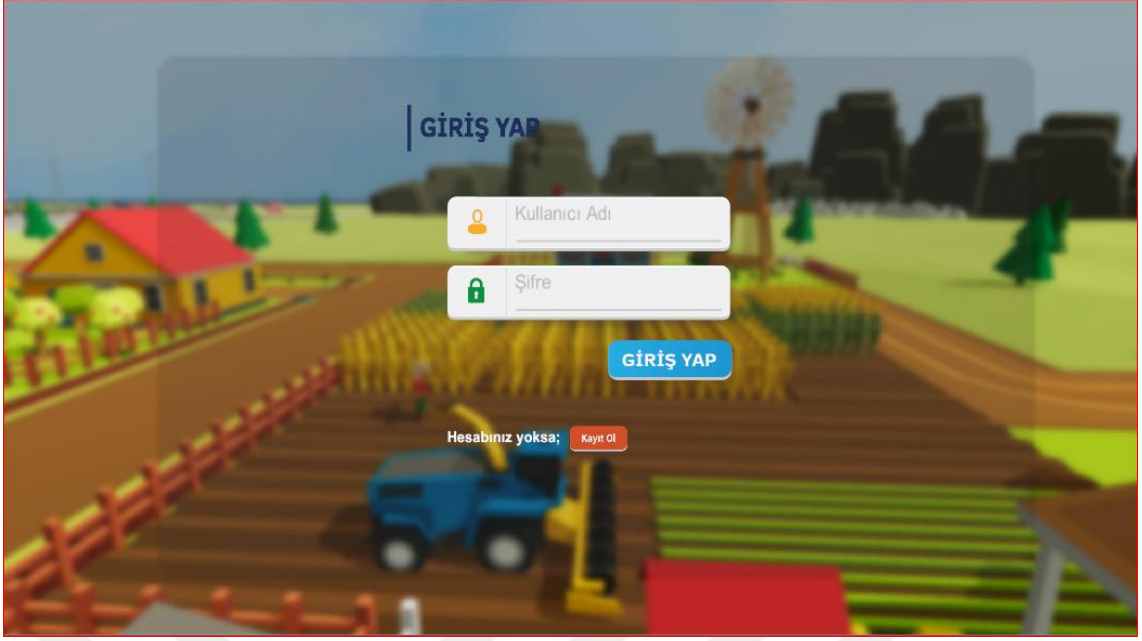 GİRİŞ YAP
Kullanıcı Adı
Şifre
GİRİŞ YAP
Hesabınız yoksa; Kayıt Ol